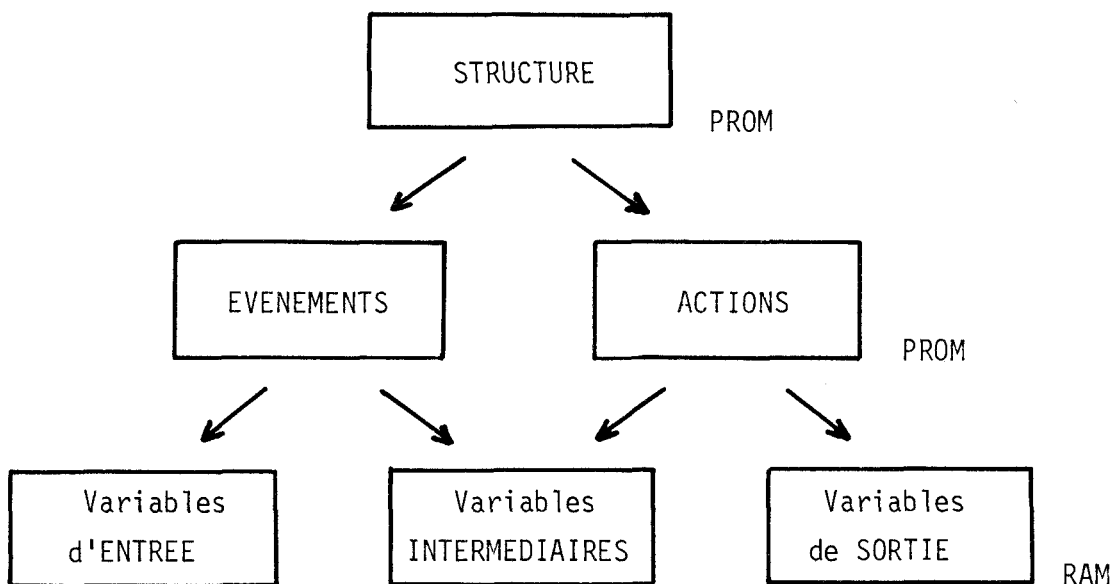 STRUCTURE
PROM
EVENEMENTS
ACTIONS
PROM
Variables
d'ENTREE
Variables
INTERMEDIAIRES
Variables
de SORTIE
RAM